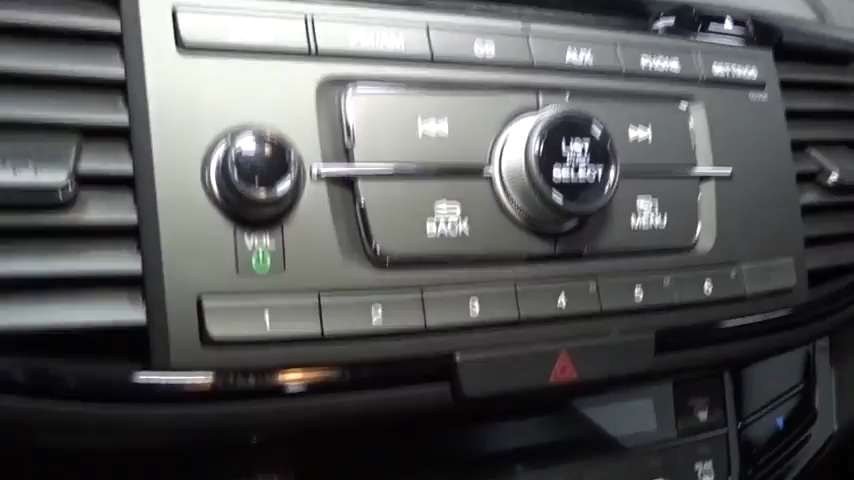 CD
AUX
PHONE
SETTINGS
LIST
SELECT
BACK
MENU
VOL
1
2
3
4
5
6